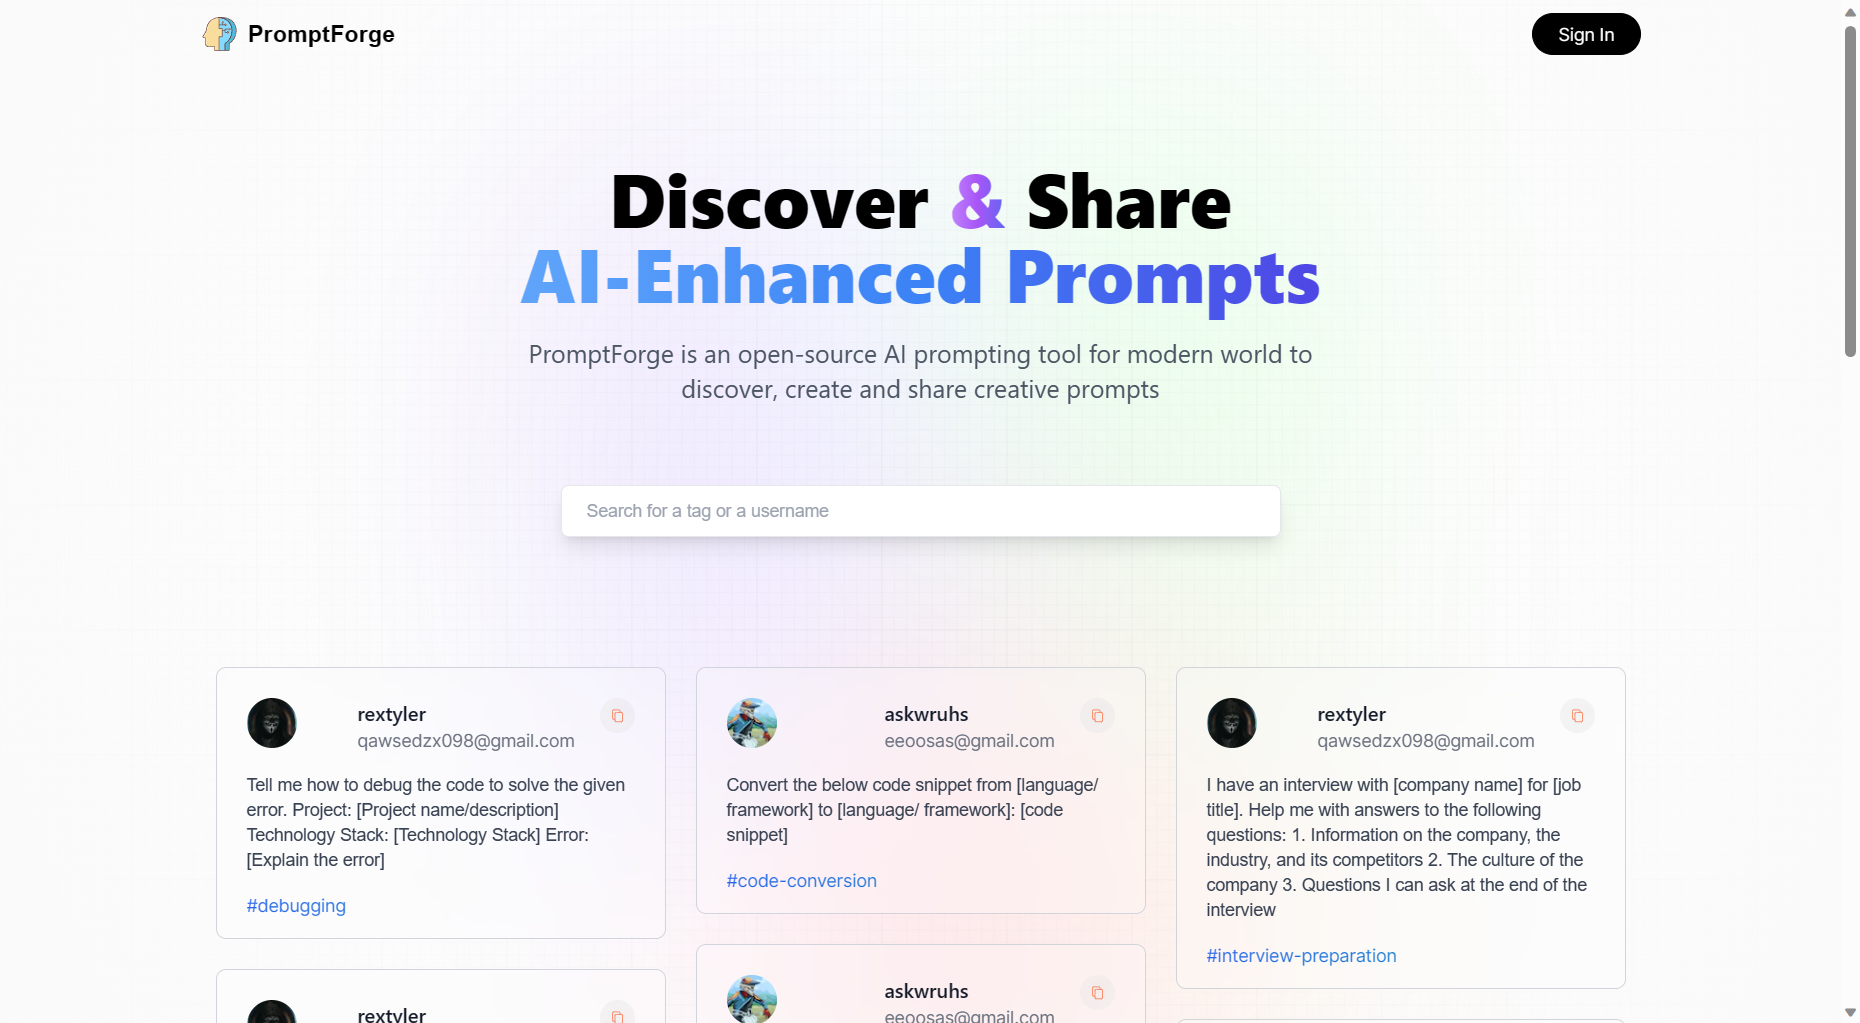 PromptForge
Sign In
Discover & Share
AI-Enhanced Prompts
PromptForge is an open-source AI prompting tool for modern world to
discover, create and share creative prompts
Search for a tag or a username
rextyler
qawsedzx098@gmail.com
Tell me how to debug the code to solve the given
error. Project: [Project name/description]
Technology Stack: [Technology Stack] Error:
[Explain the error]
#debugging
askwruhs
eeoosas@gmail.com
Convert the below code snippet from [language/
framework] to [language/ framework]: [code
snippet]
#code-conversion
rextyler
qawsedzx098@gmail.com
I have an interview with [company name] for [job
title]. Help me with answers to the following
questions: 1. Information on the company, the
industry, and its competitors 2. The culture of the
company 3. Questions I can ask at the end of the
interview
#interview-preparation
rextyler
askwruhs
eeoosas@gmail.com